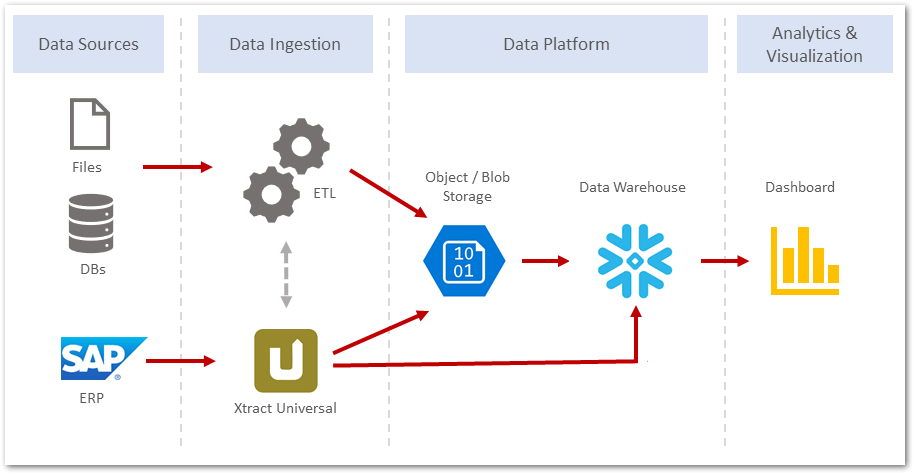 Data Sources
Data Ingestion
Data Platform
Analytics &
Visualization
Files
DBs
SAP®
ERP
ETL
Xtract Universal
Object / Blob
Storage
10
01
Data Warehouse
Dashboard